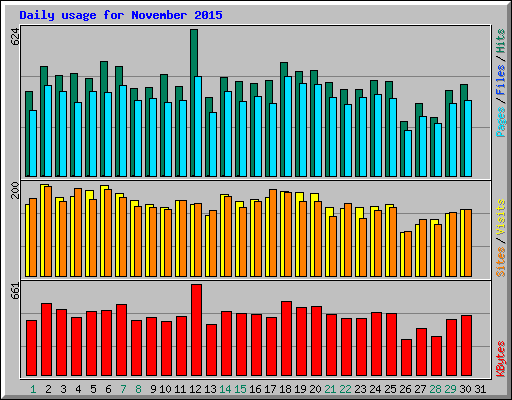 Daily usage for November 2015
624
Pages / Files / Hits
200
Sites / Visits
661
KBytes
1 2 3 4 5 6 7 8 9 10 11 12 13 14 15 16 17 18 19 20 21 22 23 24 25 26 27 28 29 30 31